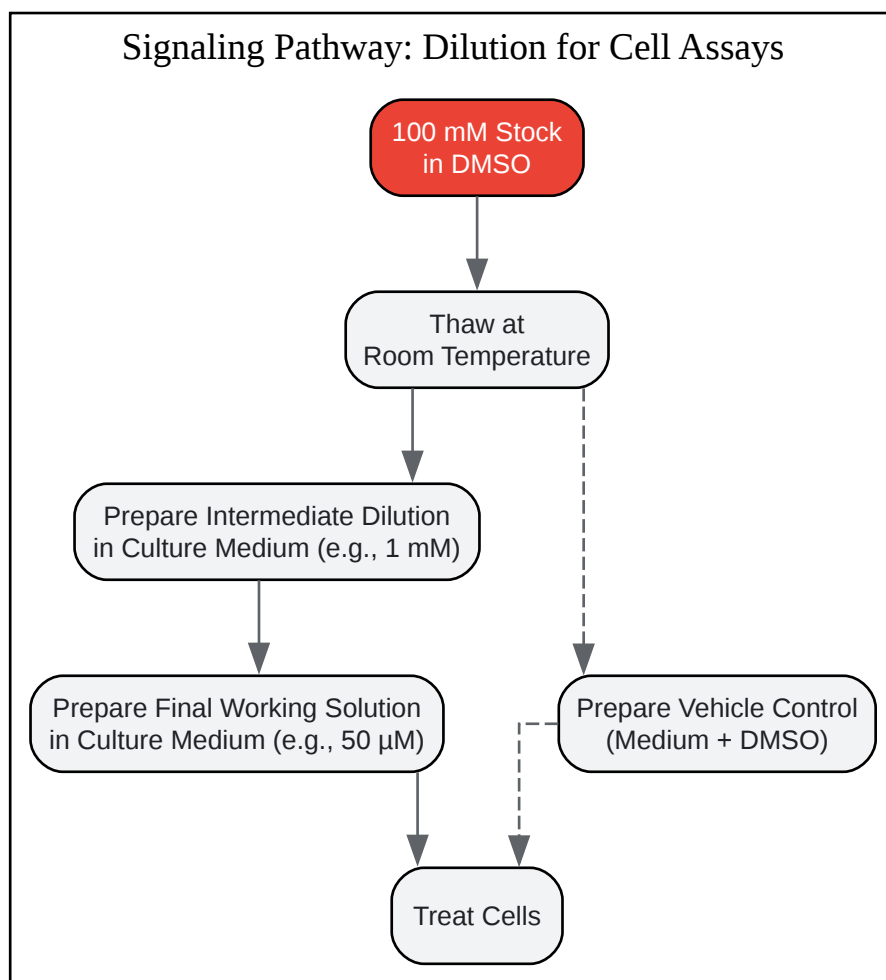 Signaling Pathway: Dilution for Cell Assays
100 mM Stock
in DMSO
Thaw at
Room Temperature
Prepare Intermediate Dilution
in Culture Medium (e.g., 1 mM)
Prepare Final Working Solution
in Culture Medium (e.g., 50 µM)
Prepare Vehicle Control
(Medium + DMSO)
Treat Cells